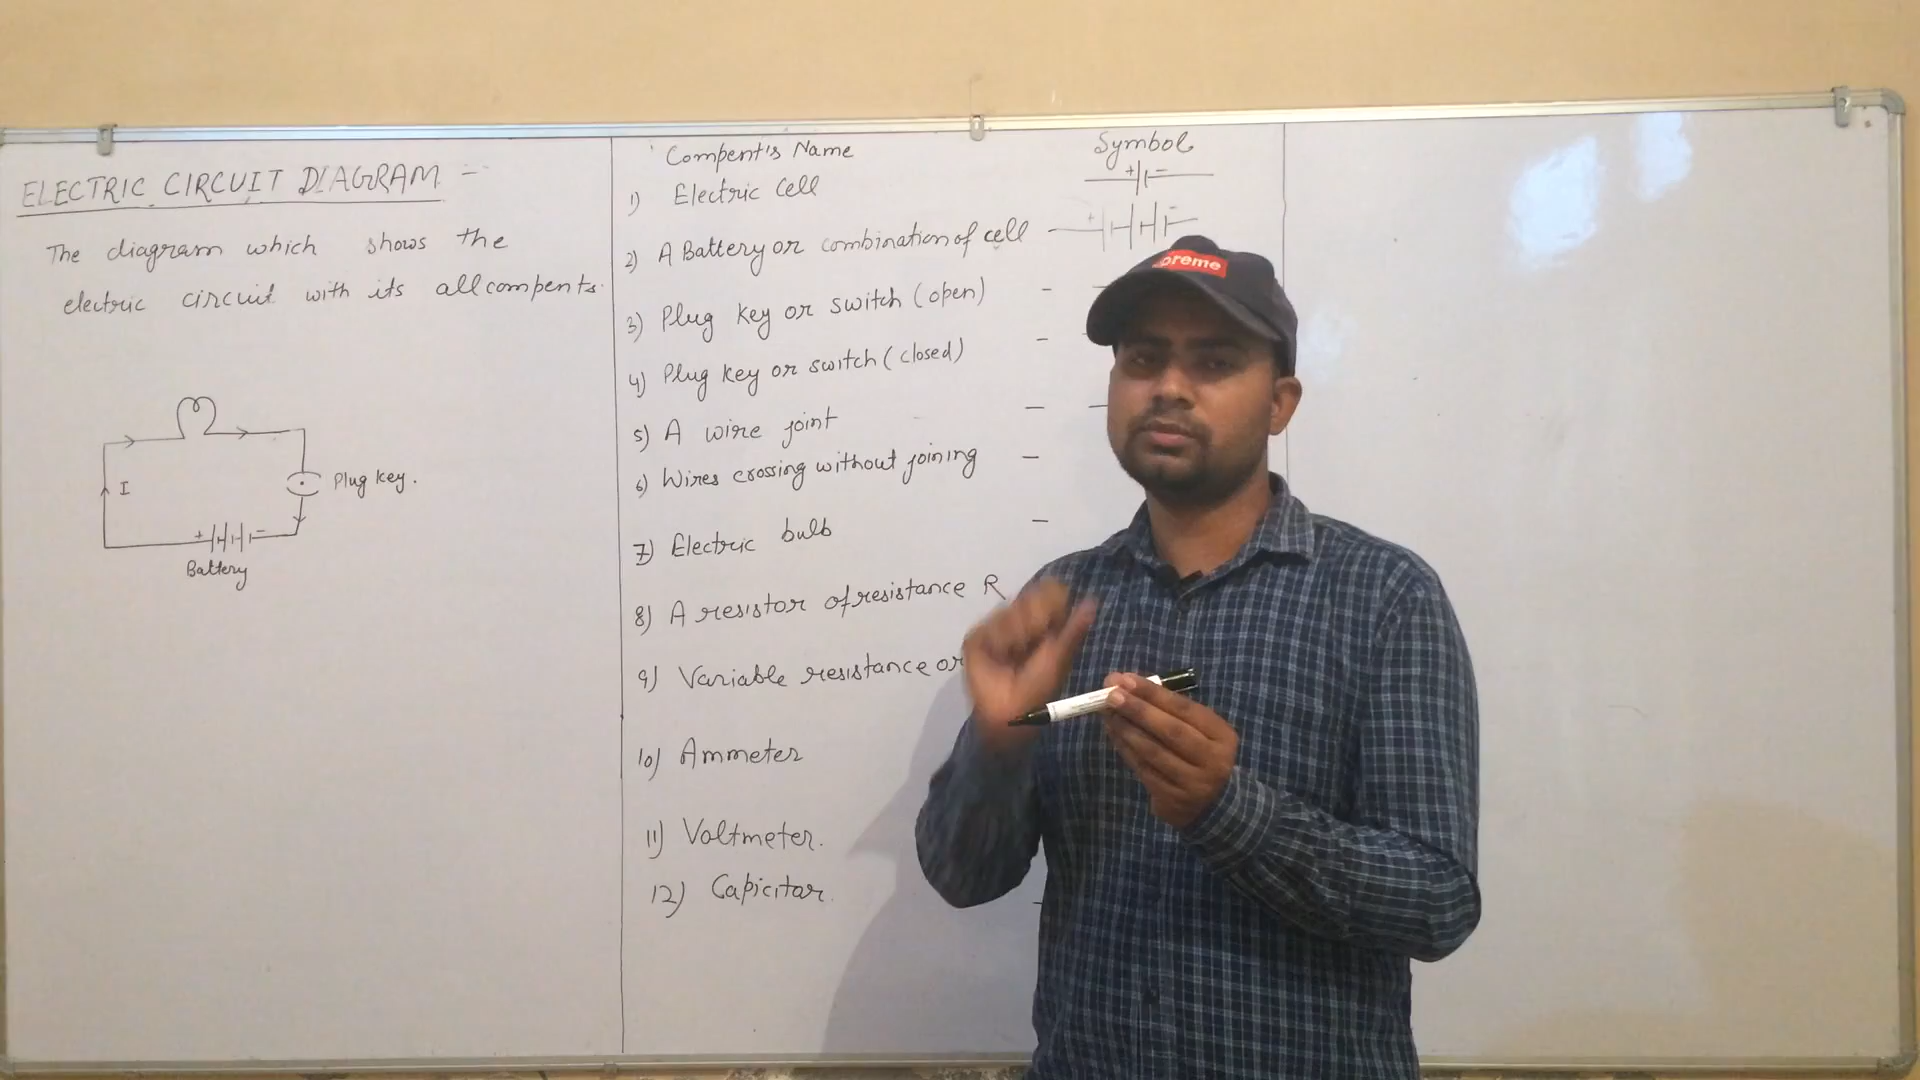 ELECTRIC CIRCUIT DIAGRAM =
The diagram which shows the
electric circuit with its all compents.
I
Plug key.
+ -
Battery
Compent's Name
Symbol
1) Electric cell
+ -
2) A Battery or combination of cell -
+ -
3) Plug key or switch (open) -
4) Plug key or switch (closed) -
5) A wire joint -
6) Wires crossing without joining -
7) Electric bulb -
8) A resistor of resistance R
9) Variable resistance or
10) Ammeter
11) Voltmeter.
12) Capicitar.
preme